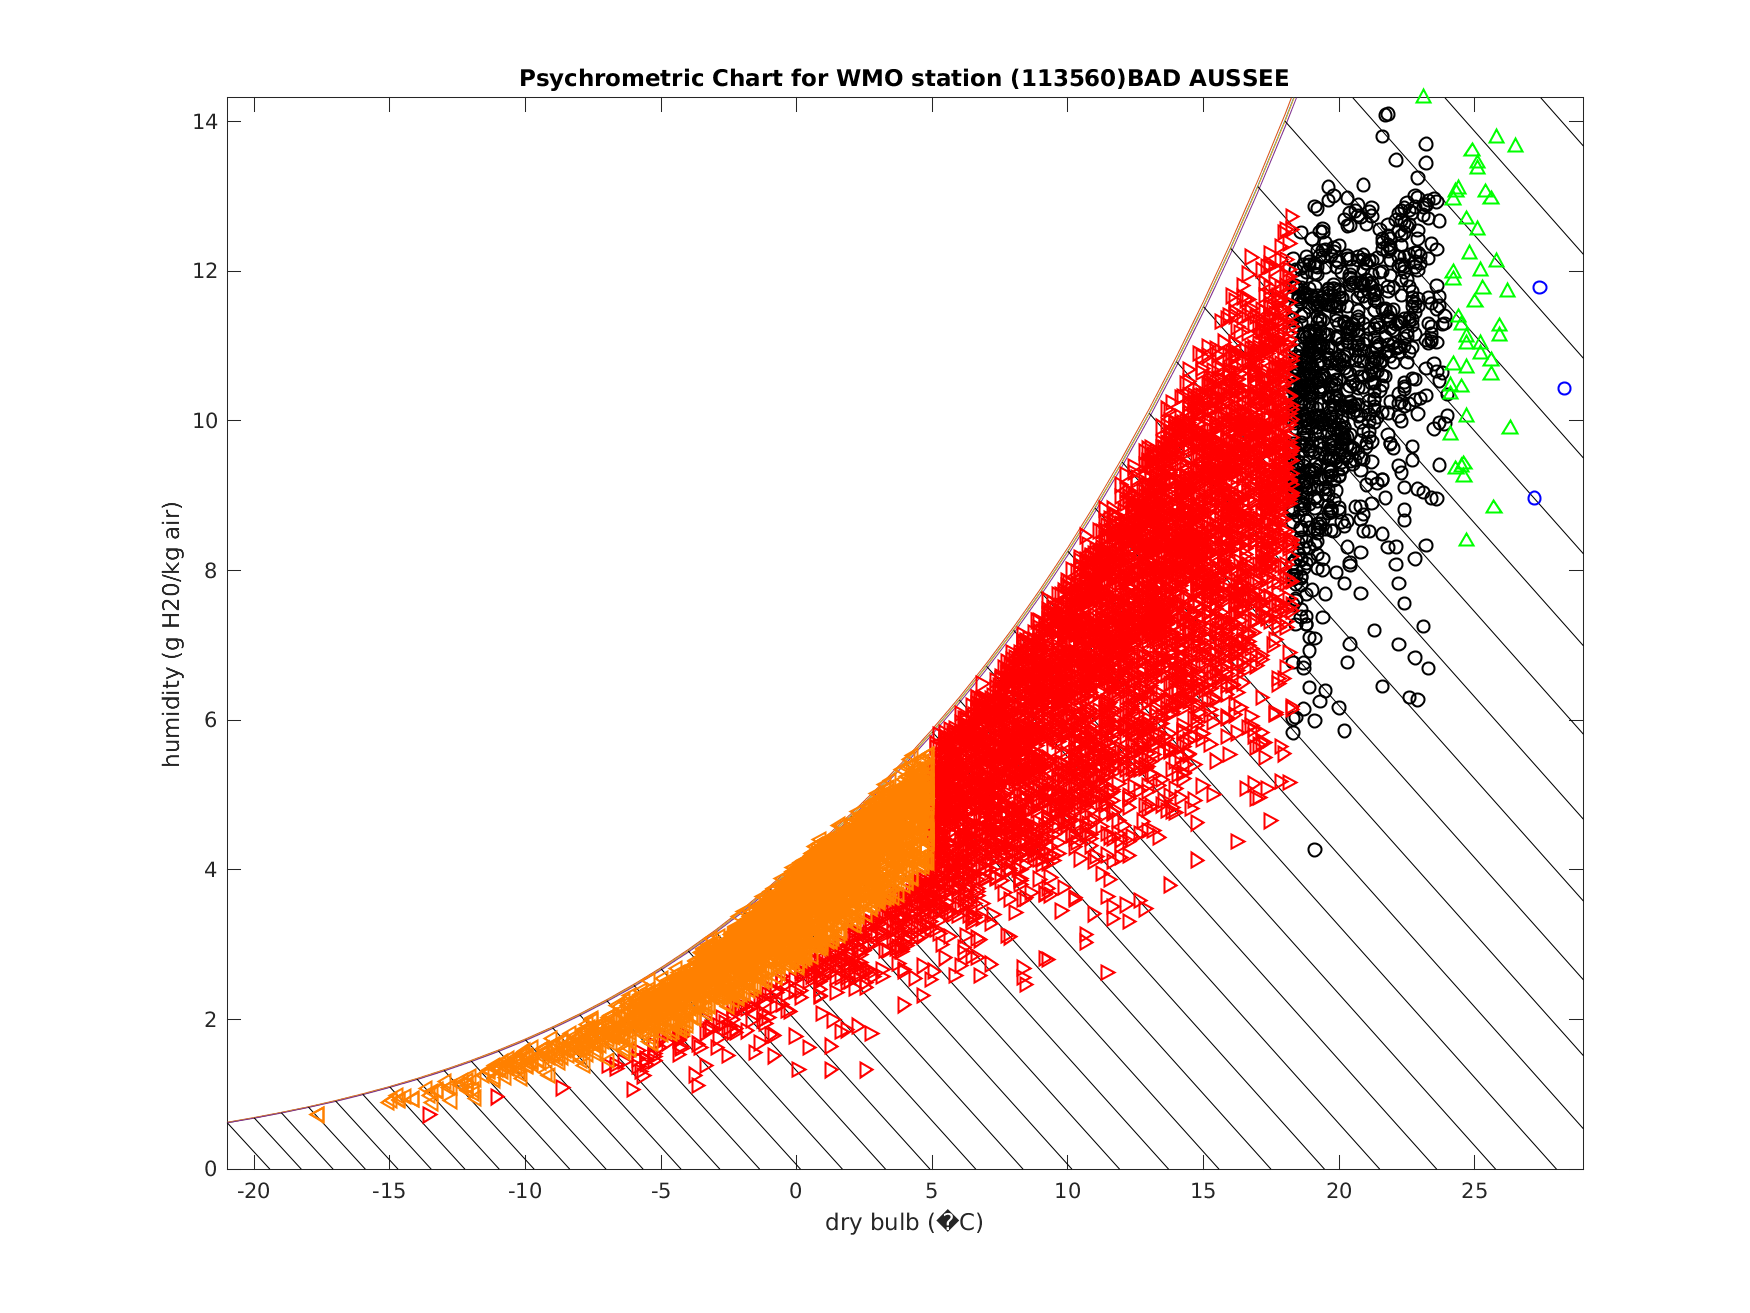 Psychrometric Chart for WMO station (113560)BAD AUSSEE
14
12
10
8
6
4
2
0
humidity (g H20/kg air)
-20 -15 -10 -5 0 5 10 15 20 25
dry bulb (�C)